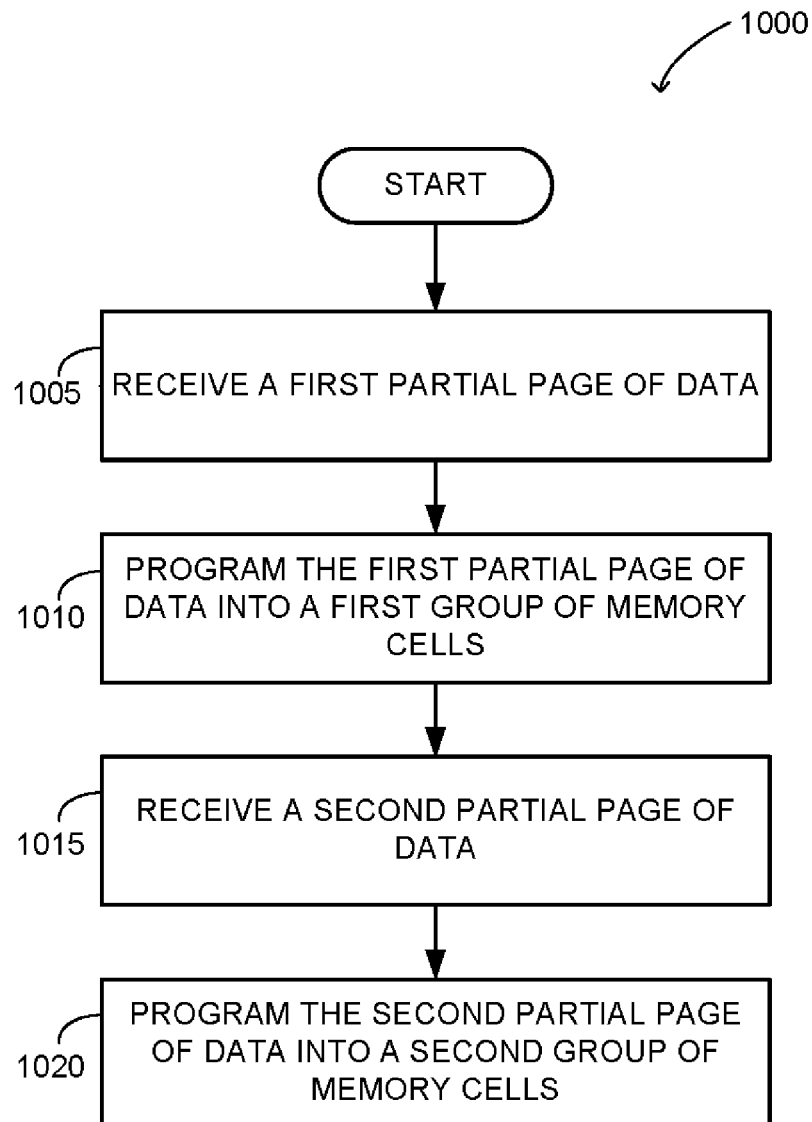 1000
START
1005
RECEIVE A FIRST PARTIAL PAGE OF DATA
PROGRAM THE FIRST PARTIAL PAGE OF
1010
DATA INTO A FIRST GROUP OF MEMORY
CELLS
RECEIVE A SECOND PARTIAL PAGE OF
1015
DATA
PROGRAM THE SECOND PARTIAL PAGE
1020
OF DATA INTO A SECOND GROUP OF
MEMORY CELLS